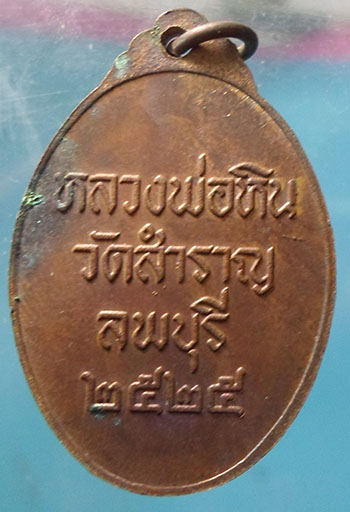 หลวงพ่อหิน
วัดสำราญ
ลพบุรี
๒๕๒๕